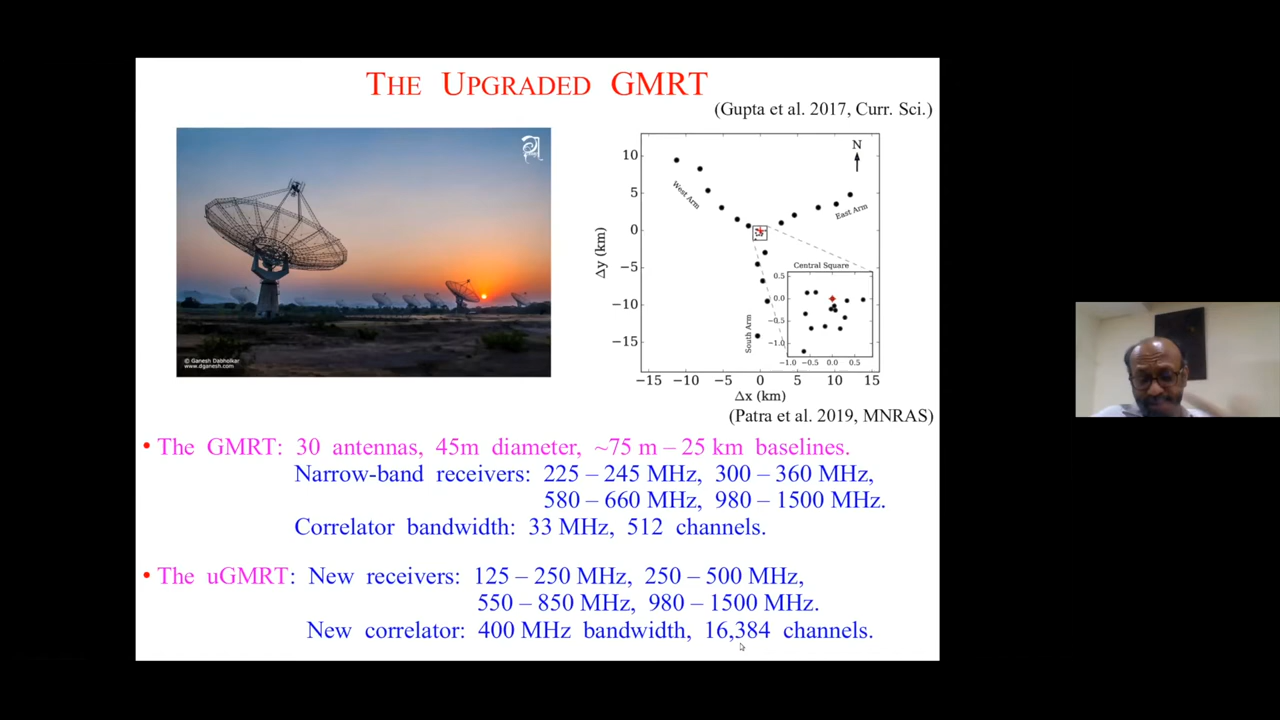 THE UPGRADED GMRT
(Gupta et al. 2017, Curr. Sci.)
© Ganesh Dabholkar
www.dganesh.com
N
West Arm
East Arm
South Arm
Central Square
0.5
0.0
−0.5
−1.0
−1.0 −0.5 0.0 0.5
10
5
0
−5
−10
−15
Δy (km)
−15 −10 −5 0 5 10 15
Δx (km)
(Patra et al. 2019, MNRAS)
• The GMRT: 30 antennas, 45m diameter, ~75 m – 25 km baselines.
Narrow-band receivers: 225 – 245 MHz, 300 – 360 MHz,
580 – 660 MHz, 980 – 1500 MHz.
Correlator bandwidth: 33 MHz, 512 channels.
• The uGMRT: New receivers: 125 – 250 MHz, 250 – 500 MHz,
550 – 850 MHz, 980 – 1500 MHz.
New correlator: 400 MHz bandwidth, 16,384 channels.